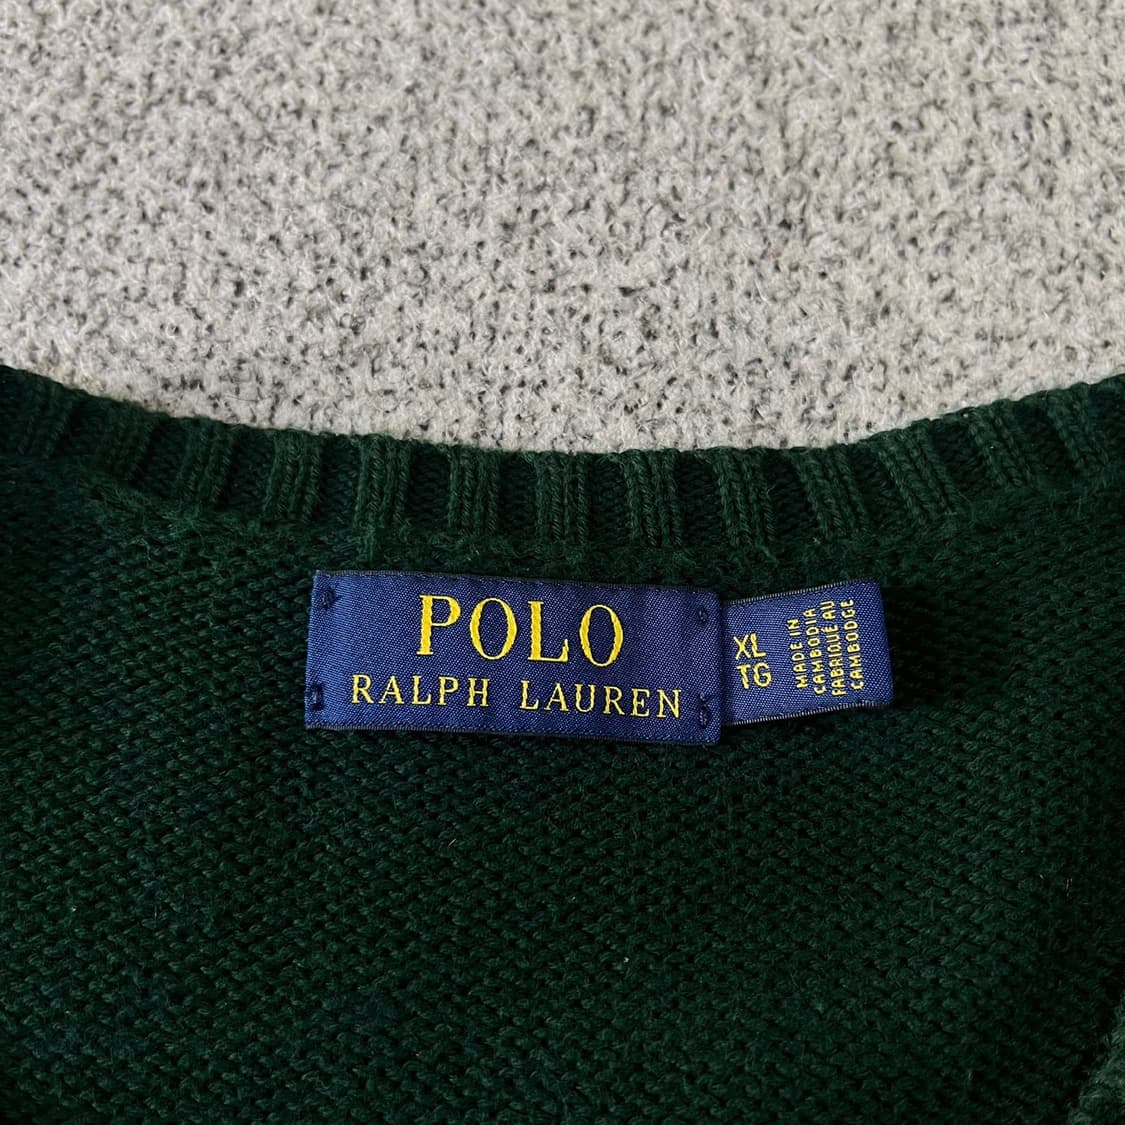 POLO
RALPH LAUREN
XL
TG
MADE IN
CAMBODIA
FABRIQUÉ AU
CAMBODGE